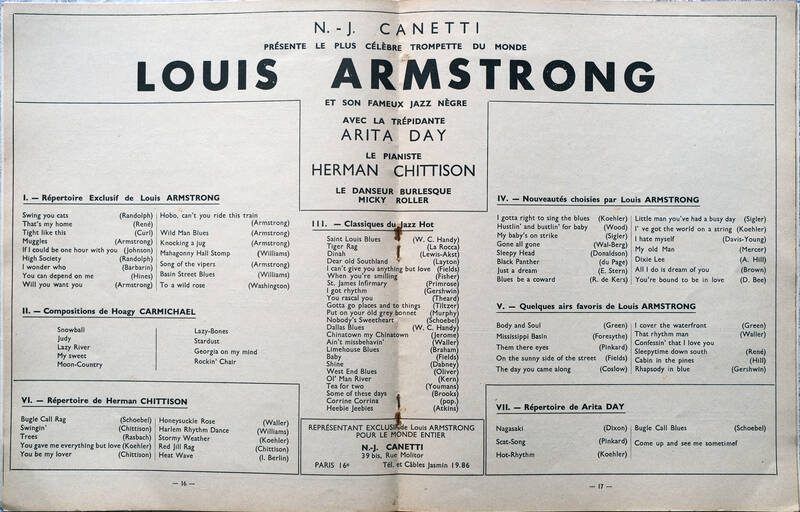 N. - J. CANETTI
PRÉSENTE LE PLUS CÉLÈBRE TROMPETTE DU MONDE
LOUIS ARMSTRONG
ET SON FAMEUX JAZZ NÈGRE
AVEC LA TRÉPIDANTE
ARITA DAY
LE PIANISTE
HERMAN CHITTISON
LE DANSEUR BURLESQUE
MICKY ROLLER
I. — Répertoire Exclusif de Louis ARMSTRONG
Swing you cats (Randolph)
That's my home (René)
Tight like this (Curl)
Muggles (Armstrong)
If I could be one hour with you (Johnson)
High Society (Randolph)
I wonder who (Barbarin)
You can depend on me (Hines)
Will you want you (Armstrong)
Hobo, can't you ride this train
(Armstrong)
Wild Man Blues (Armstrong)
Knocking a jug (Armstrong)
Mahagonny Hall Stomp
(Williams)
Song of the vipers (Armstrong)
Basin Street Blues (Williams)
To a wild rose (Washington)
II. — Compositions de Hoagy CARMICHAEL
Snowball
Judy
Lazy River
My sweet
Moon-Country
Lazy-Bones
Stardust
Georgia on my mind
Rockin' Chair
VI. — Répertoire de Herman CHITTISON
Bugle Call Rag (Schoebel)
Swingin' (Chittison)
Trees (Rasbach)
You gave me everything but love (Koehler)
You be my lover (Chittison)
Honeysuckle Rose (Waller)
Harlem Rhythm Dance (Williams)
Stormy Weather (Koehler)
Red Jill Rag (Chittison)
Heat Wave (I. Berlin)
— 16 —
III. — Classiques du Jazz Hot
Saint Louis Blues (W. C. Handy)
Tiger Rag (La Rocca)
Dinah (Lewis-Akst)
Dear old Southland (Layton)
I can't give you anything but love (Fields)
When you're smiling (Fisher)
St. James Infirmary (Primrose)
I got rhythm (Gershwin)
You rascal you (Theard)
Gotta go places and to things (Tiltzer)
Put on your old grey bonnet (Murphy)
Nobody's Sweetheart (Schoebel)
Dallas Blues (W. C. Handy)
Chinatown my Chinatown (Jerome)
Ain't missbehavin' (Waller)
Limehouse Blues (Braham)
Baby (Fields)
Shine (Dabney)
West End Blues (Oliver)
Ol' Man River (Kern)
Tea for two (Youmans)
Some of these days (Brooks)
Corrine Corrina (pop.)
Heebie Jeebies (Atkins)
REPRÉSENTANT EXCLUSIF de Louis ARMSTRONG
POUR LE MONDE ENTIER
N.-J. CANETTI
39 bis, Rue Molitor
PARIS 16e Tél. et Câbles Jasmin 19.86
IV. — Nouveautés choisies par Louis ARMSTRONG
I gotta right to sing the blues (Koehler)
Hustlin' and bustlin' for baby (Wood)
My baby's on strike (Sigler)
Gone all gone (Wal-Berg)
Sleepy Head (Donaldson)
Black Panther (du Page)
Just a dream (E. Stern)
Blues be a coward (R. de Kers)
Little man you've had a busy day (Sigler)
I' ve got the world on a string (Koehler)
I hate myself (Davis-Young)
My old Man (Mercer)
Dixie Lee (A. Hill)
All I do is dream of you (Brown)
You're bound to be in love (D. Bee)
V. — Quelques airs favoris de Louis ARMSTRONG
Body and Soul (Green)
Mississippi Basin (Foresythe)
Them there eyes (Pinkard)
On the sunny side of the street (Fields)
The day you came along (Coslow)
I cover the waterfront (Green)
That rhythm man (Waller)
Confessin' that I love you
Sleepytime down south (René)
Cabin in the pines (Hill)
Rhapsody in blue (Gershwin)
VII. — Répertoire de Arita DAY
Nagasaki (Dixon)
Scat-Song (Pinkard)
Hot-Rhythm (Koehler)
Bugle Call Blues (Schoebel)
Come up and see me sometimef
— 17 —